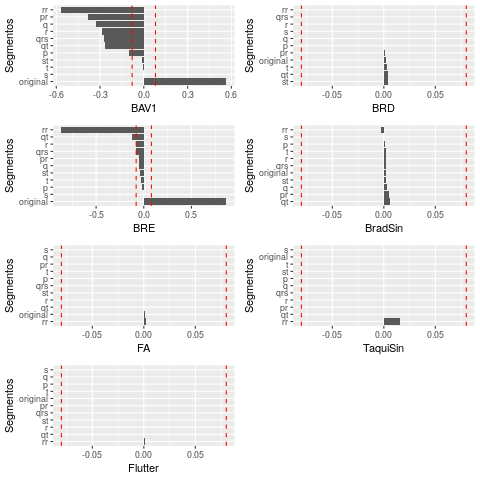 Segmentos
rr
pr
q
r
qrs
qt
p
st
t
s
original
-0.6 -0.3 0.0 0.3 0.6
BAV1
Segmentos
rr
qrs
s
q
p
pr
original
t
r
qt
st
-0.05 0.00 0.05
BRD
Segmentos
rr
qt
r
qrs
pr
q
st
t
p
s
original
-0.5 0.0 0.5
BRE
Segmentos
rr
s
p
t
r
qrs
original
st
q
pr
qt
-0.05 0.00 0.05
BradSin
Segmentos
s
q
pr
t
p
qrs
st
r
qt
original
rr
-0.05 0.00 0.05
FA
Segmentos
s
original
t
st
p
q
qrs
r
pr
qt
rr
-0.05 0.00 0.05
TaquiSin
Segmentos
s
q
p
t
original
pr
qrs
st
r
qt
rr
-0.05 0.00 0.05
Flutter